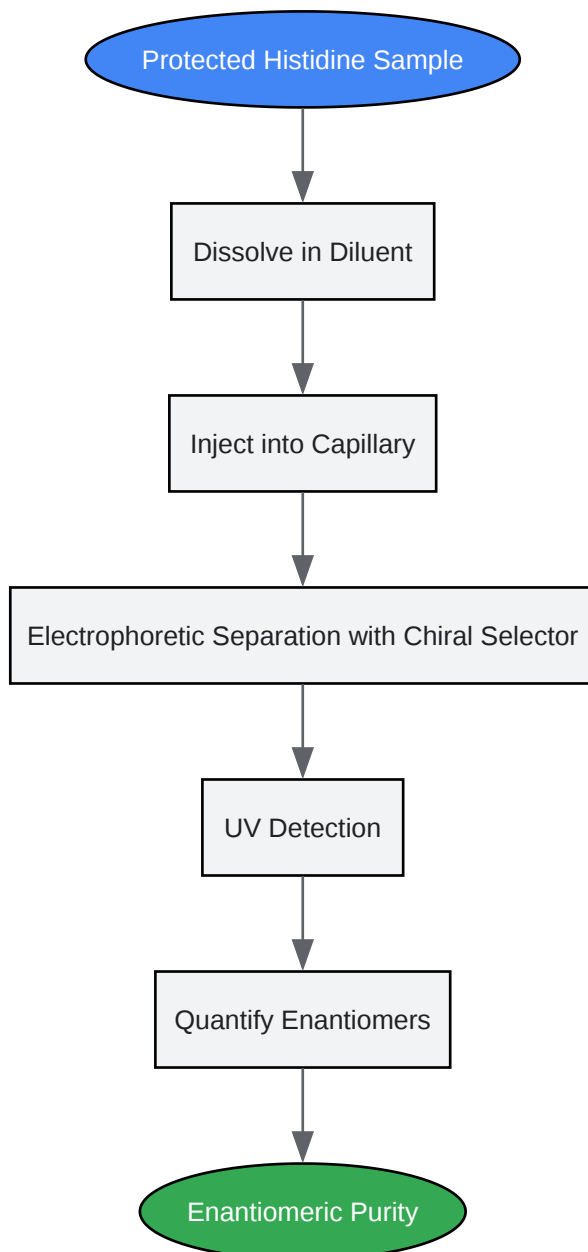 Protected Histidine Sample
Dissolve in Diluent
Inject into Capillary
Electrophoretic Separation with Chiral Selector
UV Detection
Quantify Enantiomers
Enantiomeric Purity